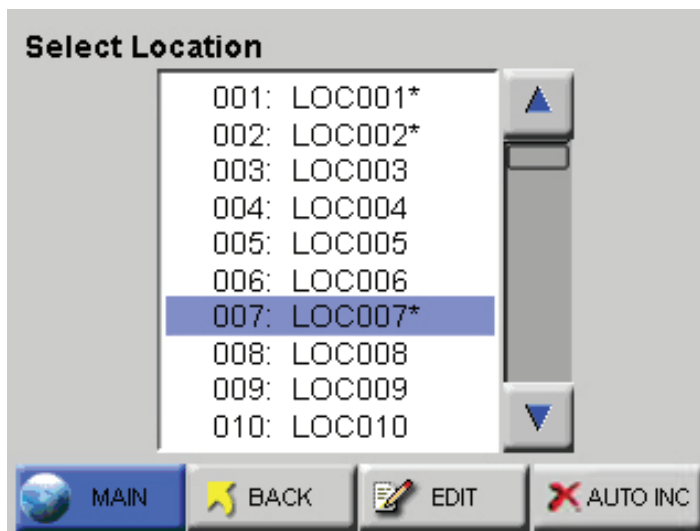 Select Location
001: LOC001*
002: LOC002*
003: LOC003
004: LOC004
005: LOC005
006: LOC006
007: LOC007*
008: LOC008
009: LOC009
010: LOC010
MAIN BACK EDIT AUTO INC